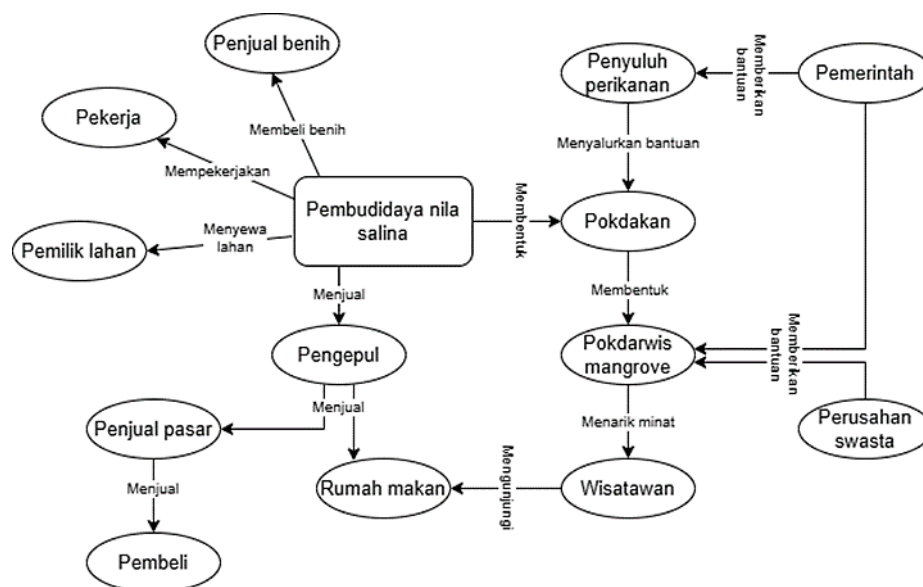 Penjual benih
Penyuluh
perikanan
Memberikan
bantuan
Pemerintah
Pekerja
Membeli benih
Menyalurkan bantuan
Mempekerjakan
Pembudidaya nila
salina
Membentuk
Pokdakan
Pemilik lahan
Menyewa
lahan
Menjual
Membentuk
Pengepul
Pokdarwis
mangrove
Memberikan
bantuan
Menjual
Penjual pasar
Menarik minat
Perusahan
swasta
Menjual
Rumah makan
Mengunjungi
Wisatawan
Pembeli